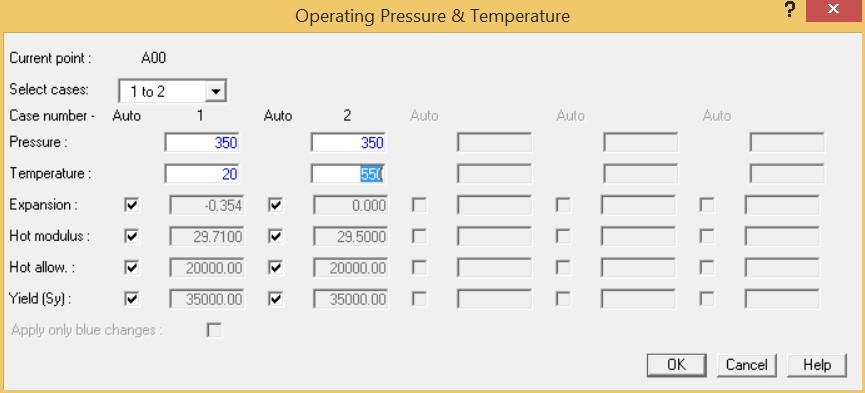 Operating Pressure & Temperature ? x
Current point : A00
Select cases: 1 to 2
Case number - Auto 1 Auto 2 Auto Auto Auto
Pressure : 350 350
Temperature : 20 550
Expansion : -0.354 0.000
Hot modulus : 29.7100 29.5000
Hot allow. : 20000.00 20000.00
Yield (Sy) : 35000.00 35000.00
Apply only blue changes :
OK Cancel Help